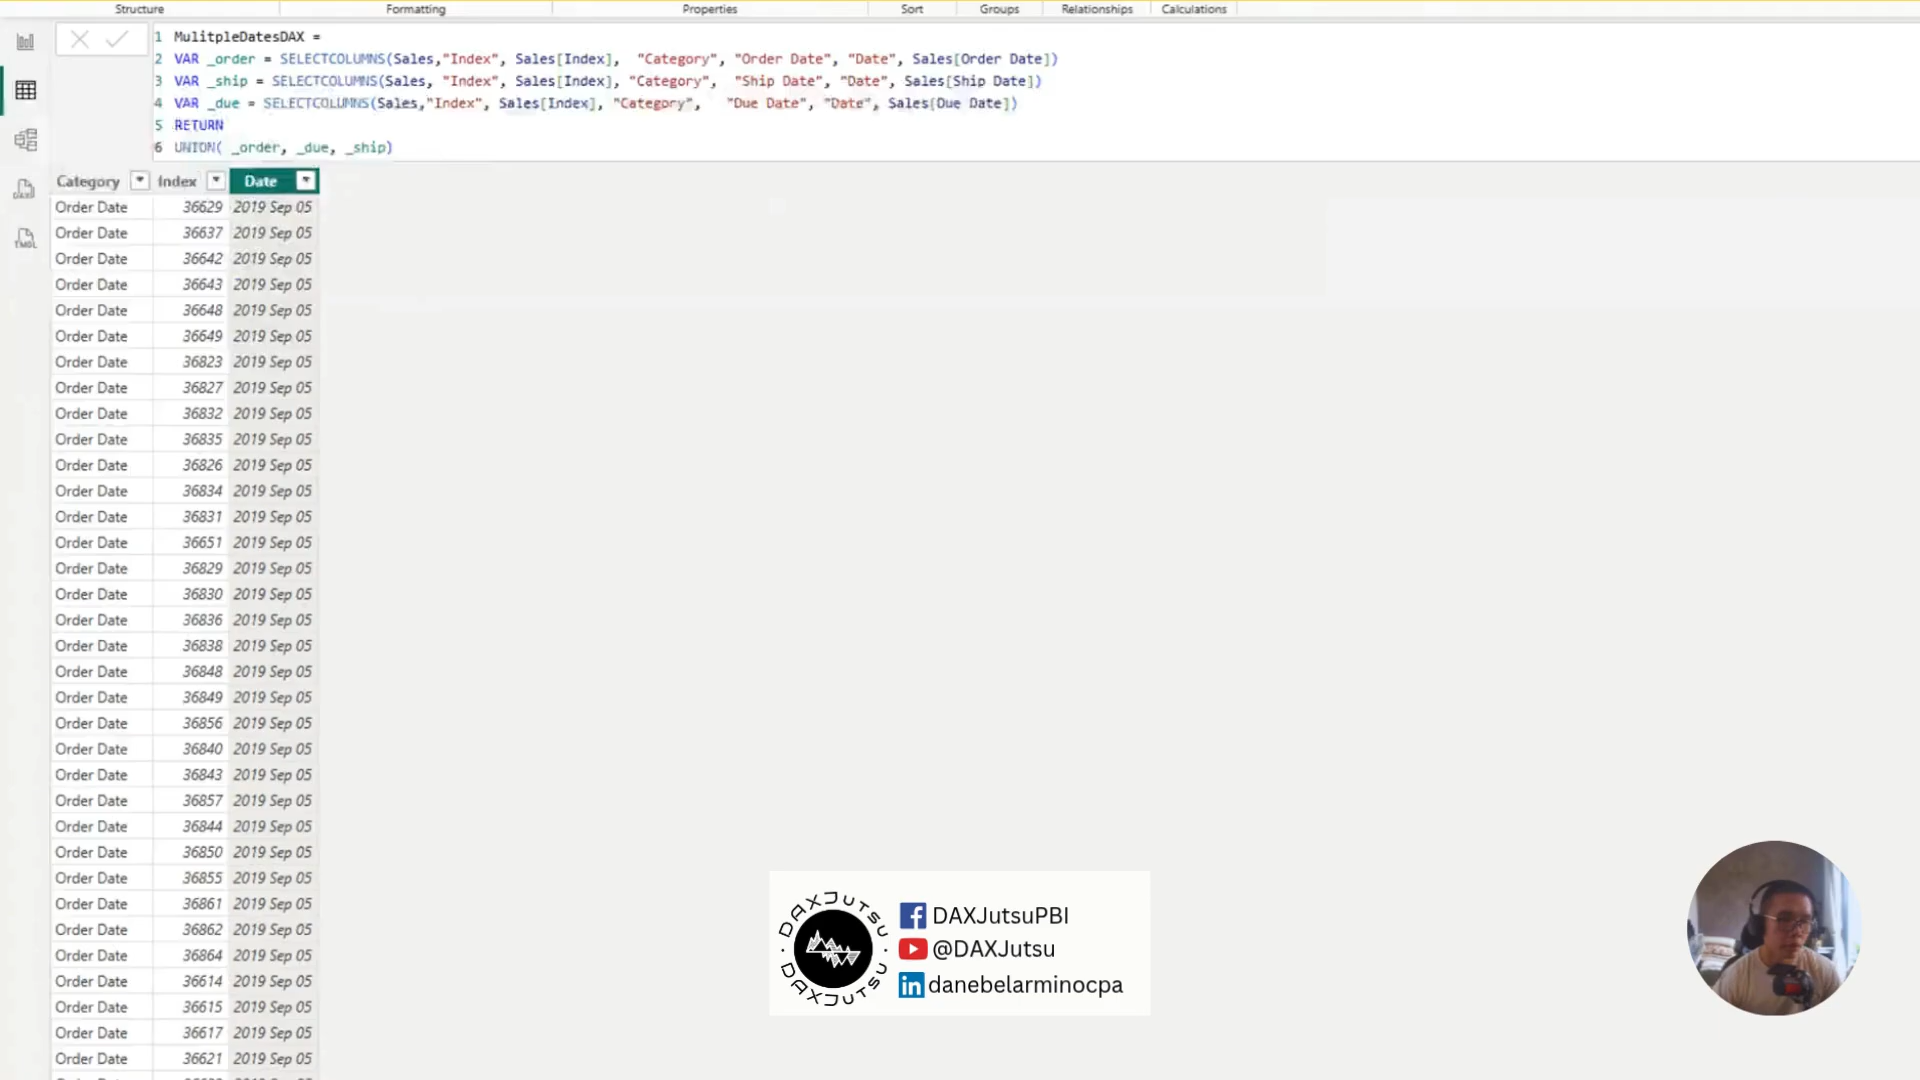 Structure Formatting Properties Sort Groups Relationships Calculations
1 MulitpleDatesDAX =
2 VAR _order = SELECTCOLUMNS(Sales,"Index", Sales[Index], "Category", "Order Date", "Date", Sales[Order Date])
3 VAR _ship = SELECTCOLUMNS(Sales, "Index", Sales[Index], "Category", "Ship Date", "Date", Sales[Ship Date])
4 VAR _due = SELECTCOLUMNS(Sales,"Index", Sales[Index], "Category", "Due Date", "Date", Sales[Due Date])
5 RETURN
6 UNION( _order, _due, _ship)
Category Index Date
Order Date 36629 2019 Sep 05
Order Date 36637 2019 Sep 05
Order Date 36642 2019 Sep 05
Order Date 36643 2019 Sep 05
Order Date 36648 2019 Sep 05
Order Date 36649 2019 Sep 05
Order Date 36823 2019 Sep 05
Order Date 36827 2019 Sep 05
Order Date 36832 2019 Sep 05
Order Date 36835 2019 Sep 05
Order Date 36826 2019 Sep 05
Order Date 36834 2019 Sep 05
Order Date 36831 2019 Sep 05
Order Date 36651 2019 Sep 05
Order Date 36829 2019 Sep 05
Order Date 36830 2019 Sep 05
Order Date 36836 2019 Sep 05
Order Date 36838 2019 Sep 05
Order Date 36848 2019 Sep 05
Order Date 36849 2019 Sep 05
Order Date 36856 2019 Sep 05
Order Date 36840 2019 Sep 05
Order Date 36843 2019 Sep 05
Order Date 36857 2019 Sep 05
Order Date 36844 2019 Sep 05
Order Date 36850 2019 Sep 05
Order Date 36855 2019 Sep 05
Order Date 36861 2019 Sep 05
Order Date 36862 2019 Sep 05
Order Date 36864 2019 Sep 05
Order Date 36614 2019 Sep 05
Order Date 36615 2019 Sep 05
Order Date 36617 2019 Sep 05
Order Date 36621 2019 Sep 05
DAXJutsu
DAXJutsu
DAXJutsuPBI
@DAXJutsu
danebelarminocpa